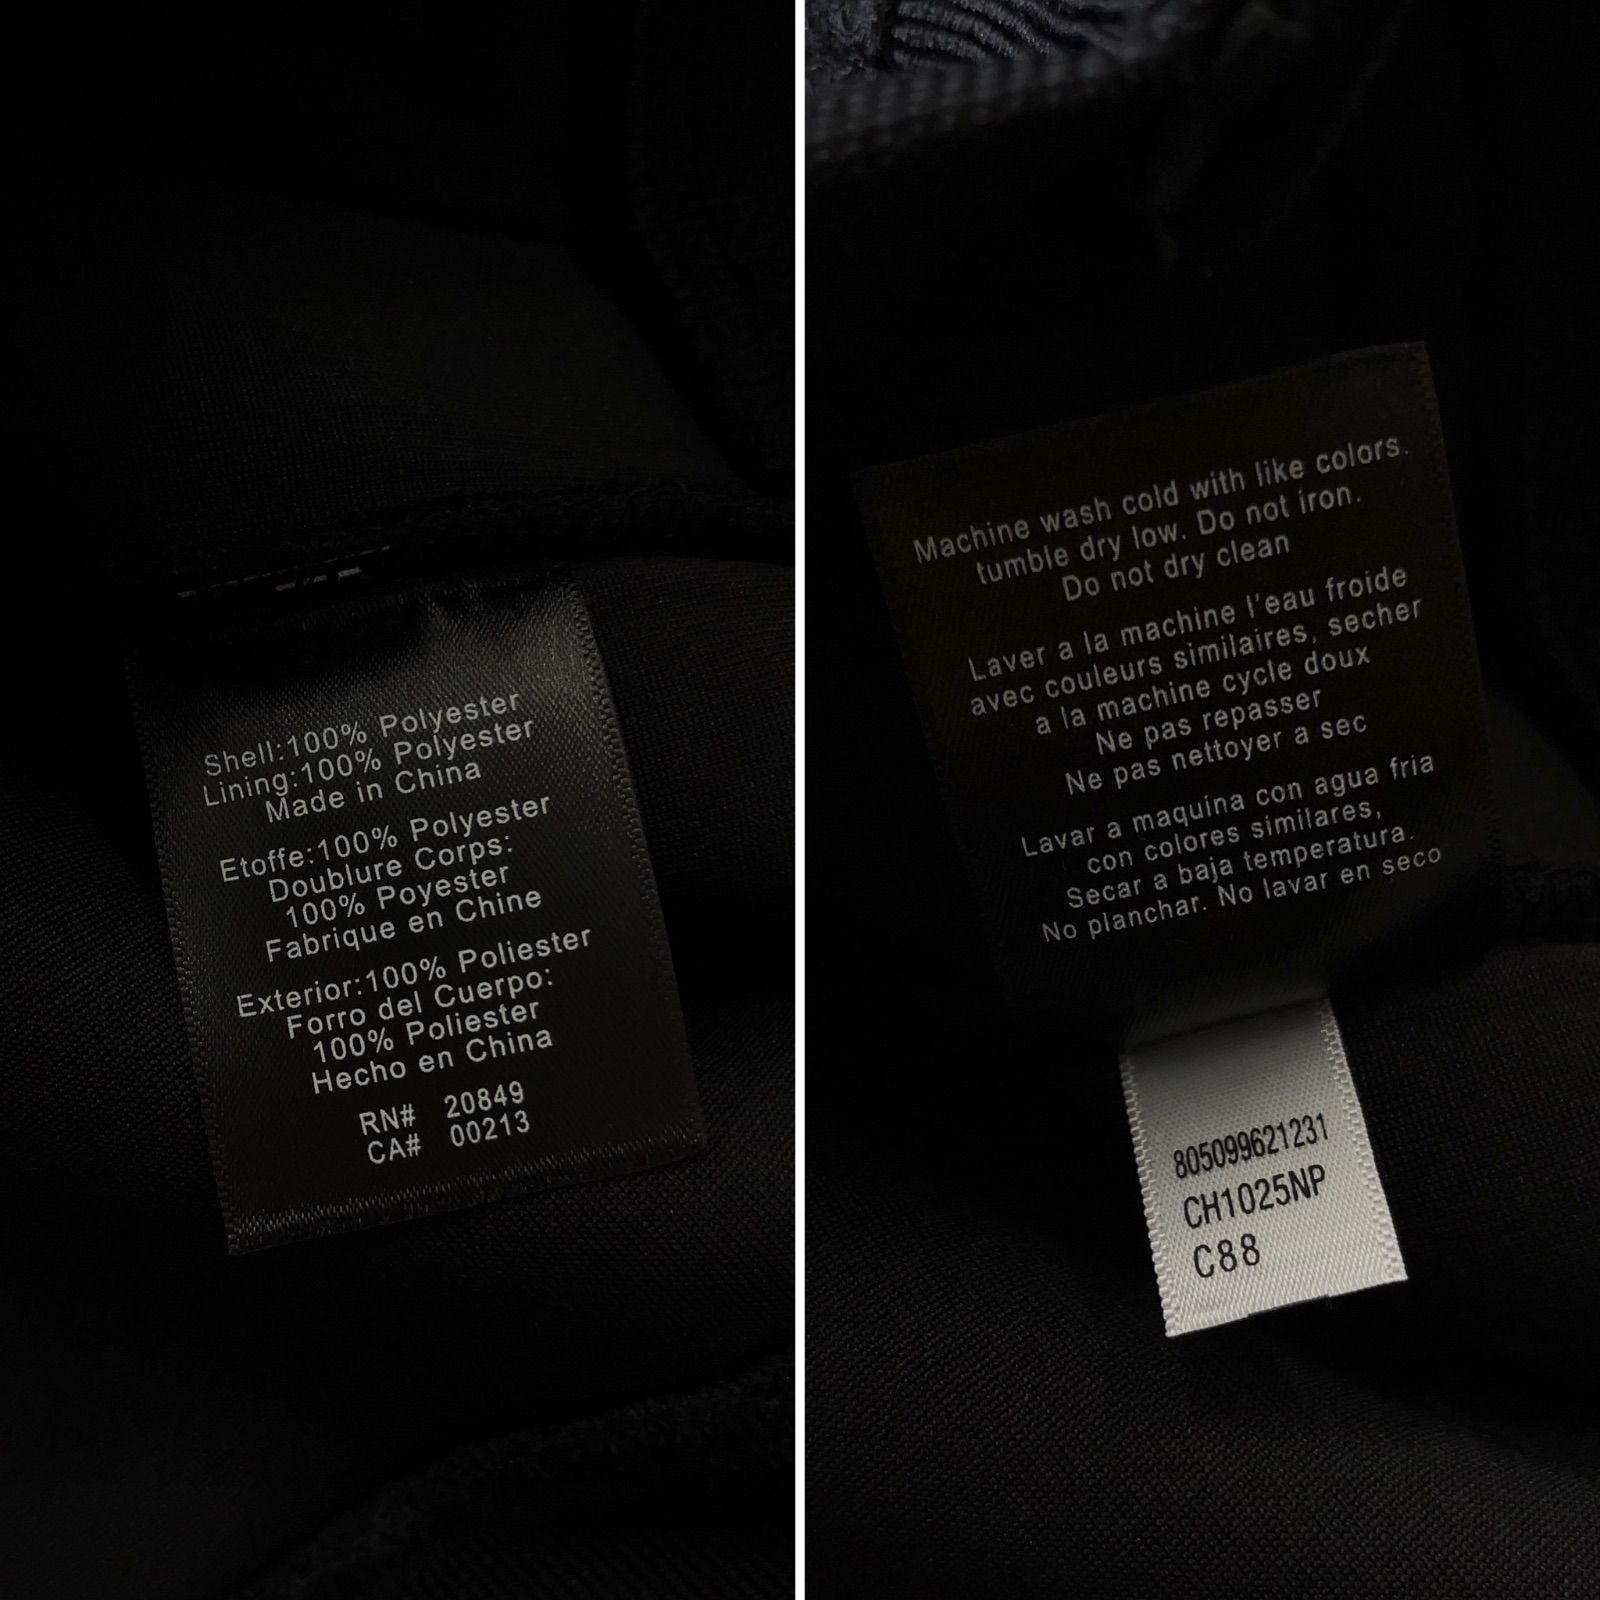 Shell:100% Polyester
Lining:100% Polyester
Made in China
Etoffe:100% Polyester
Doublure Corps:
100% Poyester
Fabrique en Chine
Exterior:100% Poliester
Forro del Cuerpo:
100% Poliester
Hecho en China
RN# 20849
CA# 00213
Machine wash cold with like colors.
tumble dry low. Do not iron.
Do not dry clean
Laver a la machine l'eau froide
avec couleurs similaires, secher
a la machine cycle doux
Ne pas repasser
Ne pas nettoyer a sec
Lavar a maquina con agua fria
con colores similares,
Secar a baja temperatura.
No planchar. No lavar en seco
805099621231
CH1025NP
C88